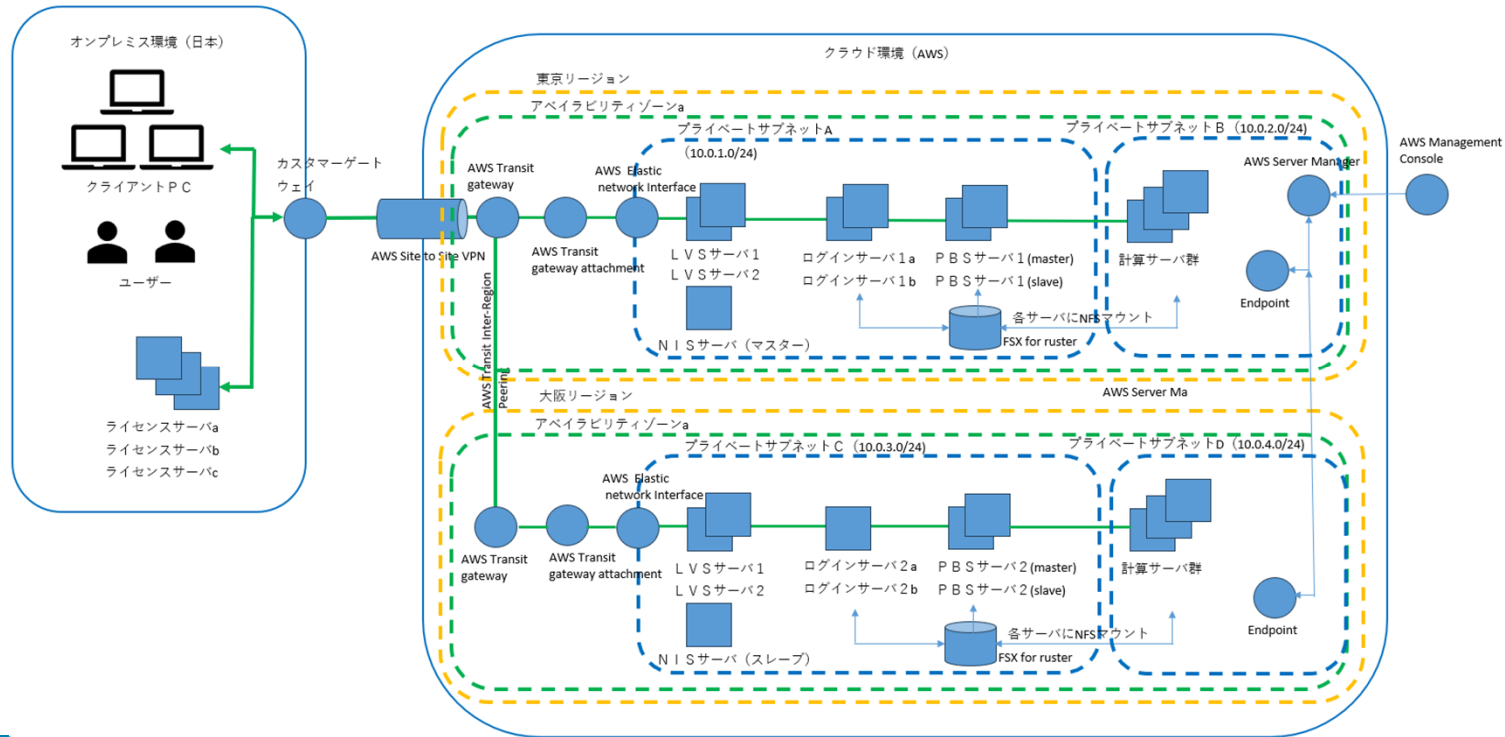 オンプレミス環境（日本）
クライアントＰＣ
ユーザー
ライセンスサーバa
ライセンスサーバb
ライセンスサーバc
カスタマーゲート
ウェイ
AWS Site to Site VPN
クラウド環境（AWS）
東京リージョン
アベイラビリティゾーンa
AWS Transit
gateway
AWS Transit
gateway attachment
AWS Elastic
network Interface
プライベートサブネットA
（10.0.1.0/24）
ＬＶＳサーバ１
ＬＶＳサーバ２
ＮＩＳサーバ（マスター）
ログインサーバ１a
ログインサーバ１b
ＰＢＳサーバ１(master)
ＰＢＳサーバ１(slave)
各サーバにNFSマウント
FSX for ruster
プライベートサブネットＢ（10.0.2.0/24)
計算サーバ群
AWS Server Manager
Endpoint
AWS Management
Console
AWS Transit Inter-Region
Peering
大阪リージョン
AWS Server Ma
アベイラビリティゾーンa
AWS Transit
gateway
AWS Transit
gateway attachment
AWS Elastic
network Interface
プライベートサブネットＣ（10.0.3.0/24)
ＬＶＳサーバ１
ＬＶＳサーバ２
ＮＩＳサーバ（スレーブ）
ログインサーバ２a
ログインサーバ２b
ＰＢＳサーバ２(master)
ＰＢＳサーバ２(slave)
各サーバにNFSマウント
FSX for ruster
プライベートサブネットD（10.0.4.0/24)
計算サーバ群
Endpoint